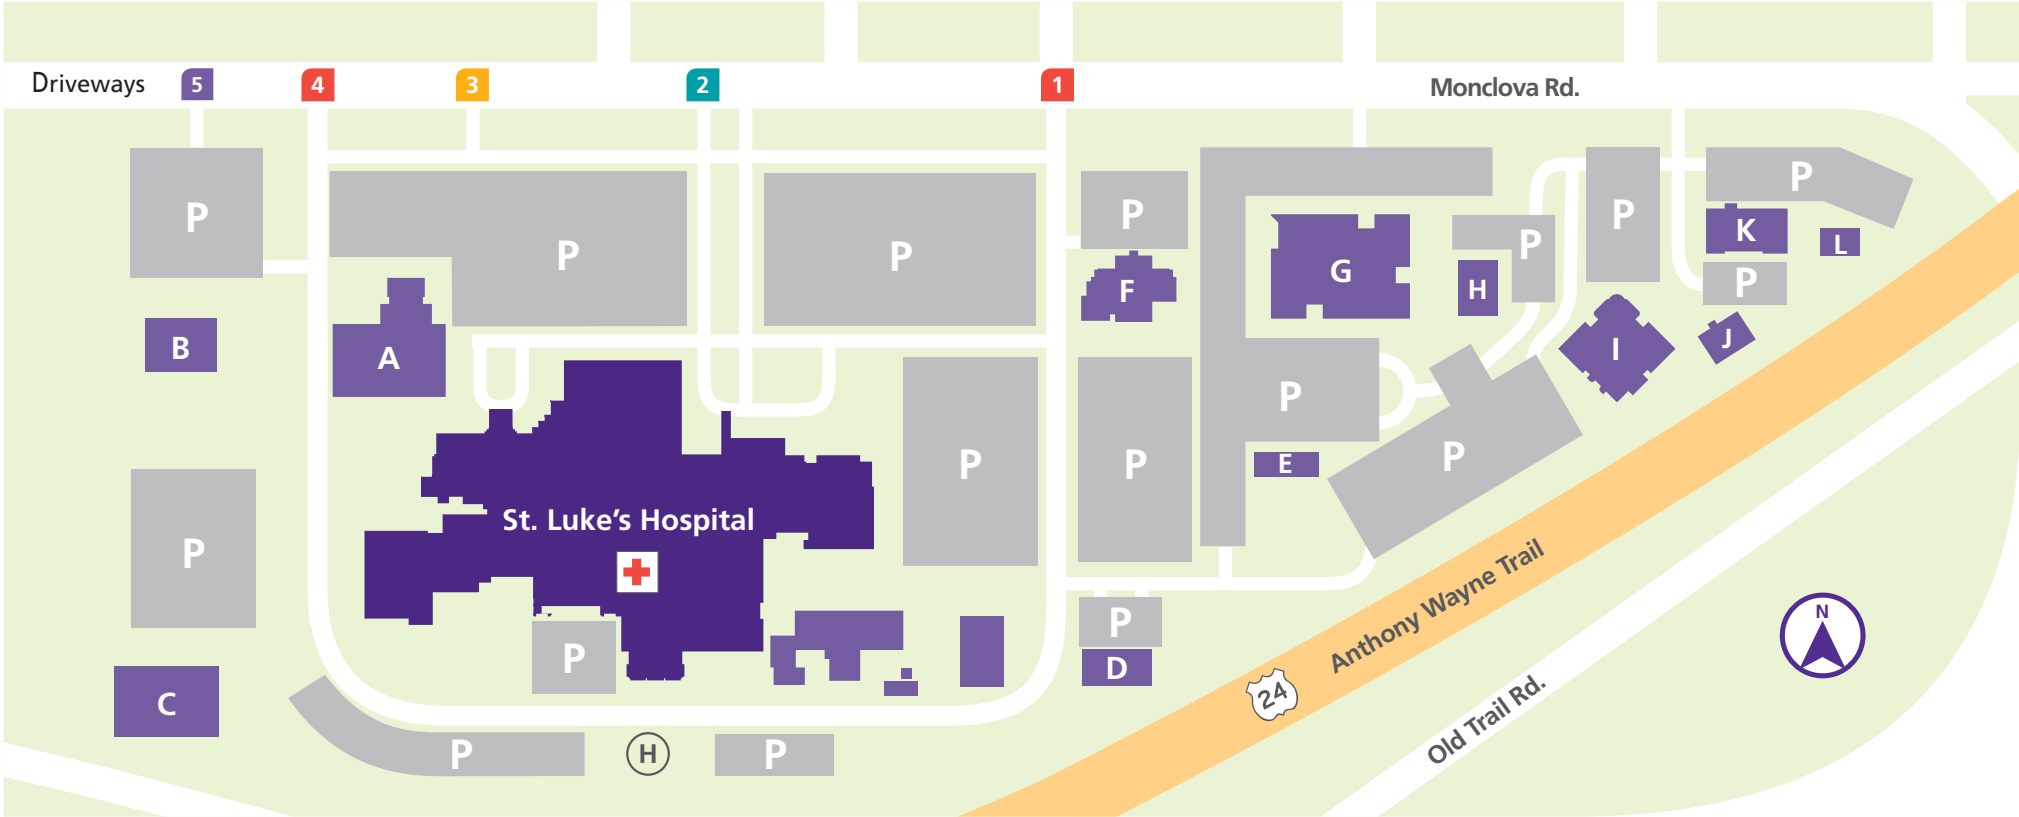 Driveways
5
4
3
2
1
Monclova Rd.
P
P
P
P
P
P
P
K
L
P
P
F
G
H
B
A
I
J
P
P
P
P
E
P
St. Luke's Hospital
P
P
P
D
C
P
H
P
24
Anthony Wayne Trail
Old Trail Rd.
N